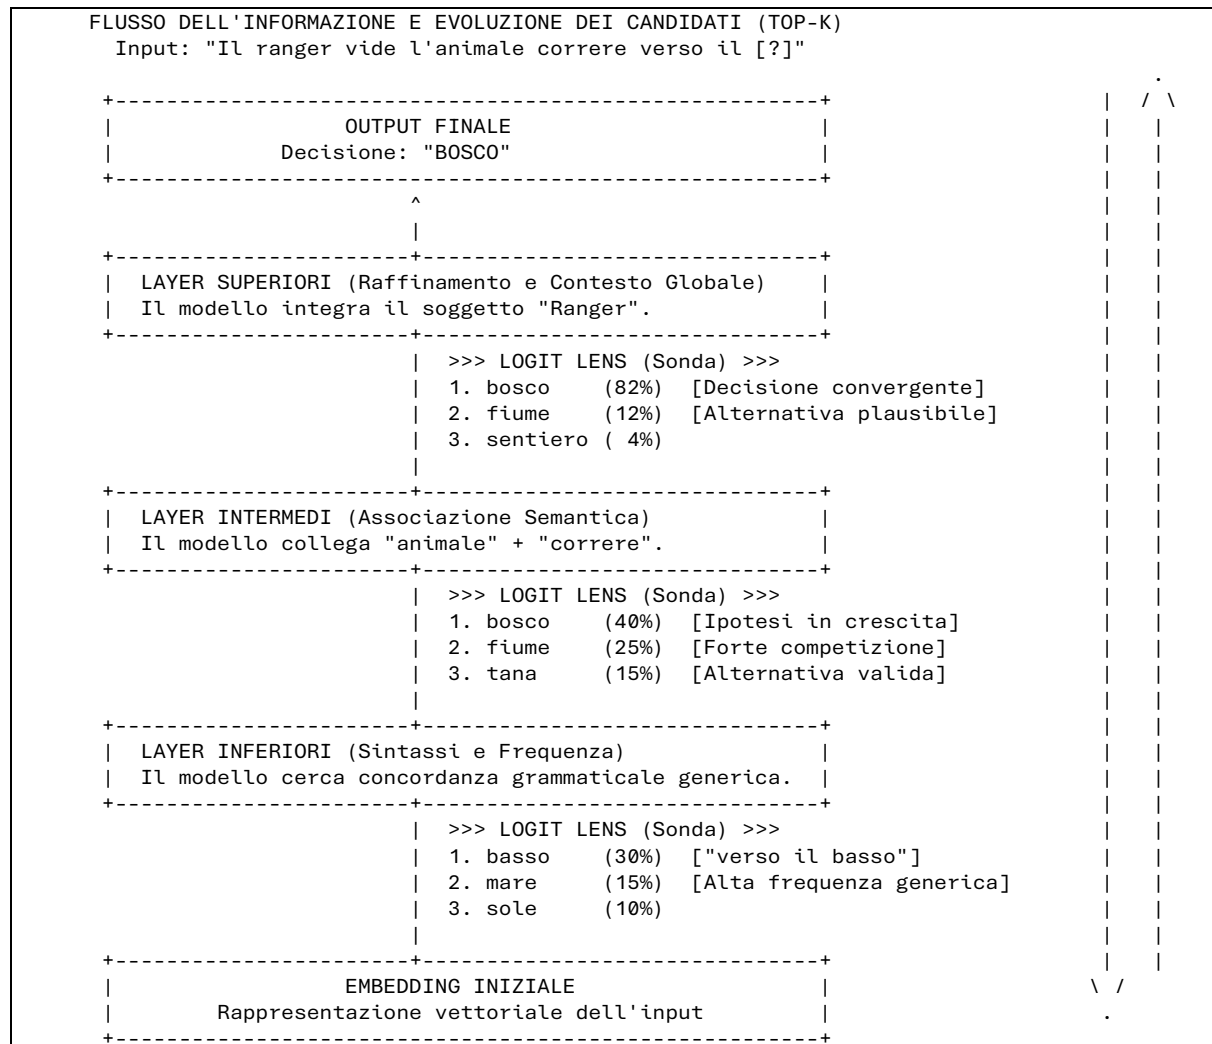 FLUSSO DELL'INFORMAZIONE E EVOLUZIONE DEI CANDIDATI (TOP-K)
Input: "Il ranger vide l'animale correre verso il [?]"
OUTPUT FINALE
Decisione: "BOSCO"
LAYER SUPERIORI (Raffinamento e Contesto Globale)
Il modello integra il soggetto "Ranger".
>>> LOGIT LENS (Sonda) >>>
1. bosco (82%) [Decisione convergente]
2. fiume (12%) [Alternativa plausibile]
3. sentiero ( 4%)
LAYER INTERMEDI (Associazione Semantica)
Il modello collega "animale" + "correre".
>>> LOGIT LENS (Sonda) >>>
1. bosco (40%) [Ipotesi in crescita]
2. fiume (25%) [Forte competizione]
3. tana (15%) [Alternativa valida]
LAYER INFERIORI (Sintassi e Frequenza)
Il modello cerca concordanza grammaticale generica.
>>> LOGIT LENS (Sonda) >>>
1. basso (30%) ["verso il basso"]
2. mare (15%) [Alta frequenza generica]
3. sole (10%)
EMBEDDING INIZIALE
Rappresentazione vettoriale dell'input